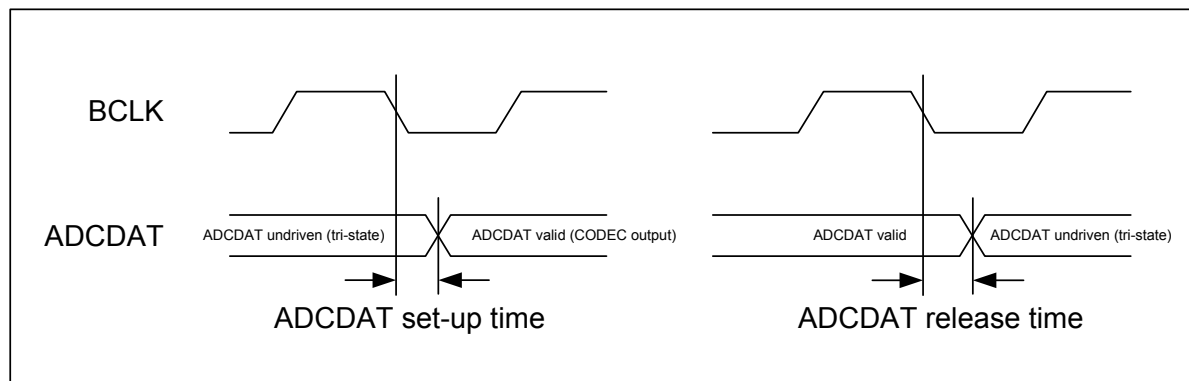 BCLK
ADCDAT
ADCDAT undriven (tri-state)
ADCDAT valid (CODEC output)
ADCDAT set-up time
ADCDAT valid
ADCDAT undriven (tri-state)
ADCDAT release time